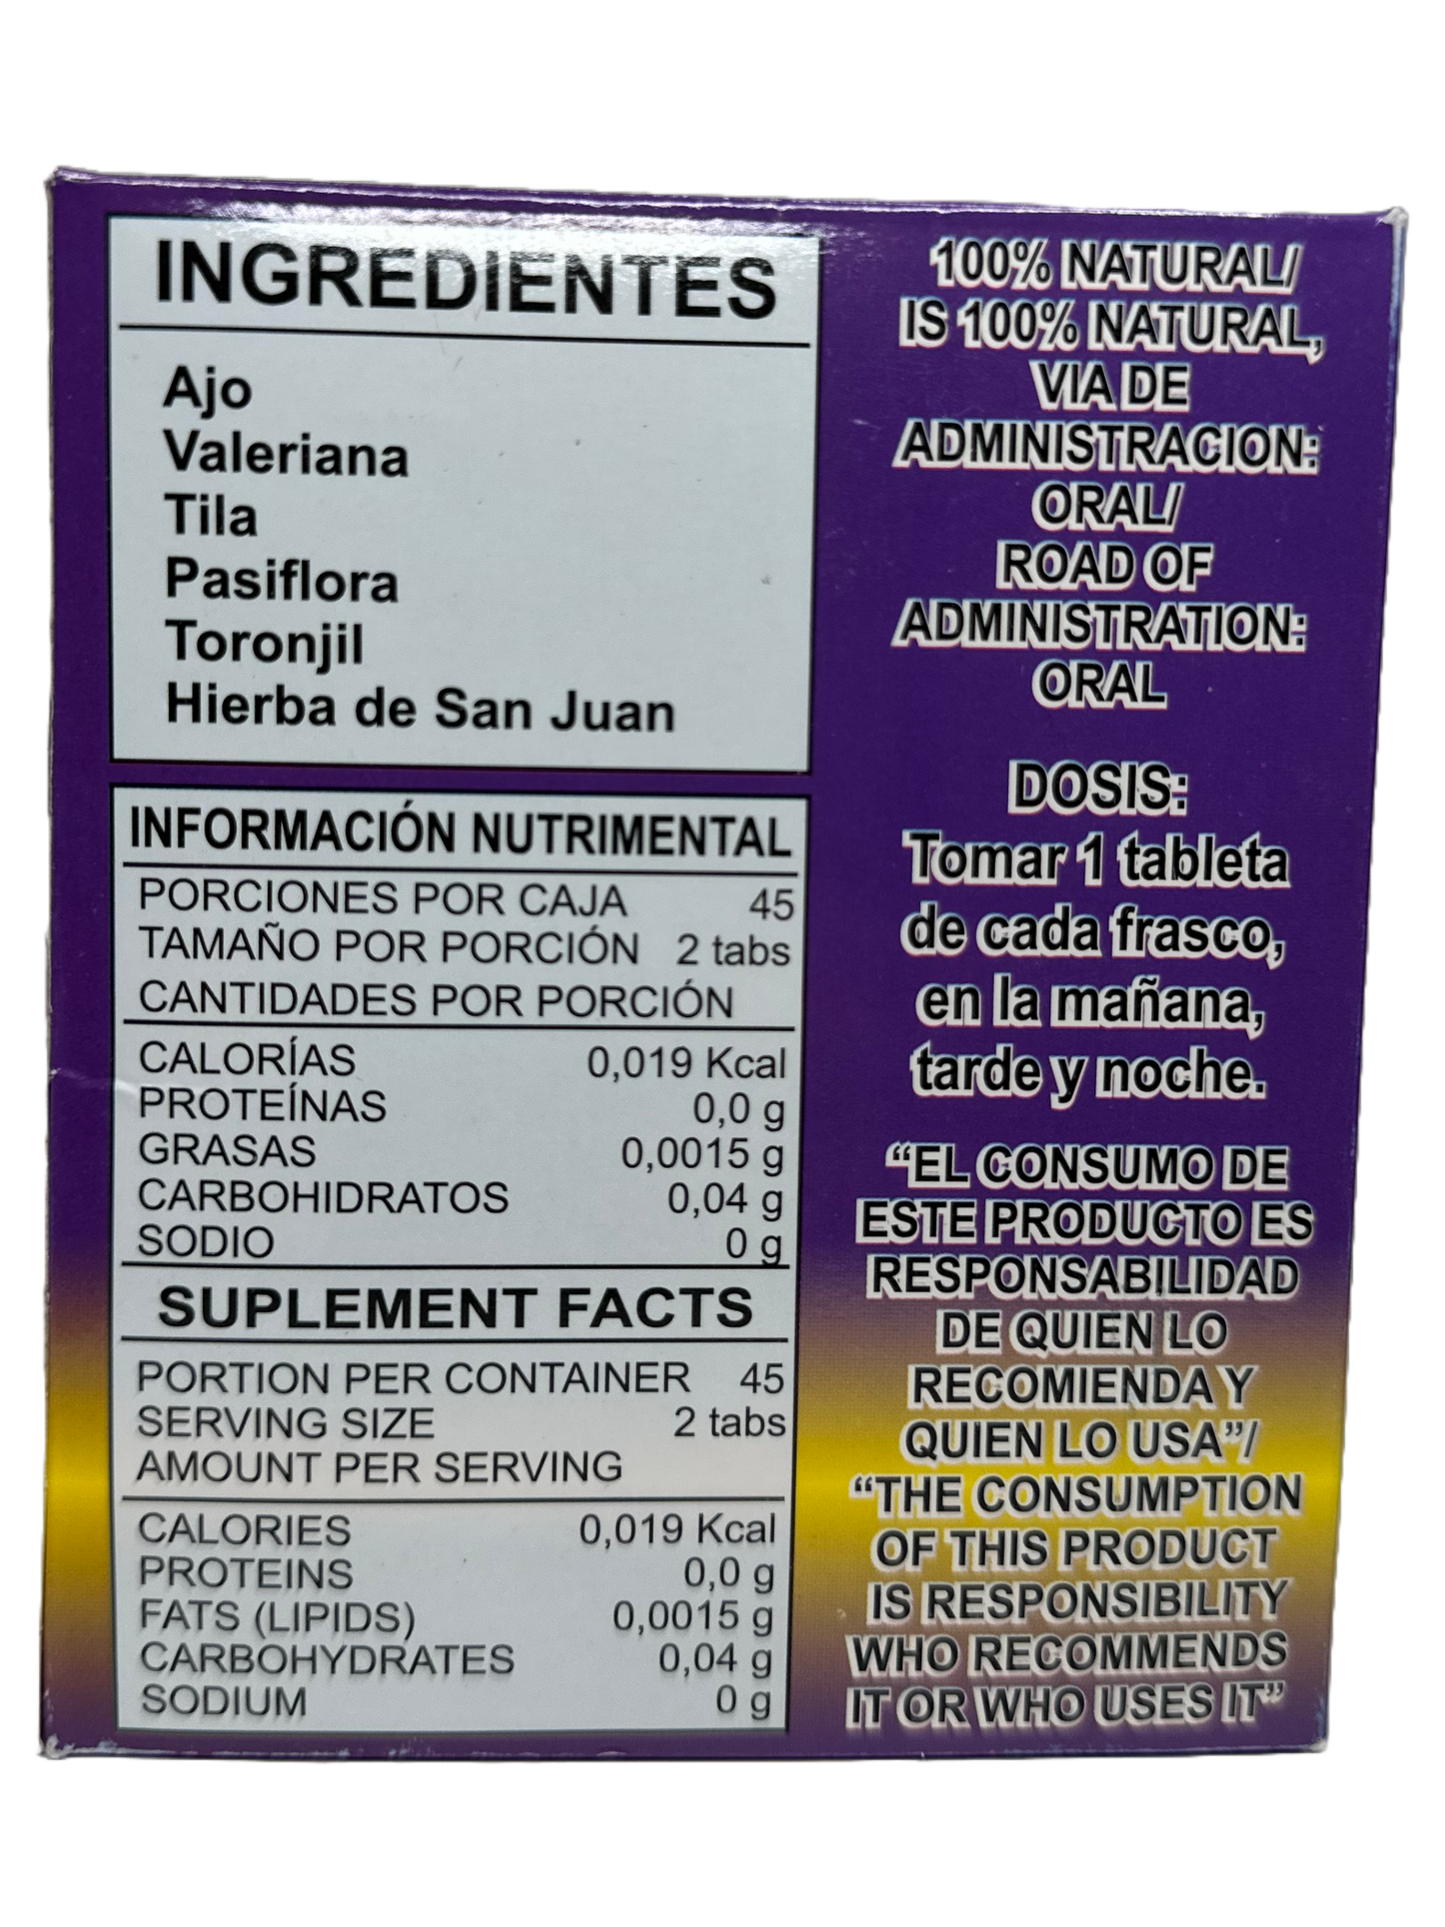 INGREDIENTES
Ajo
Valeriana
Tila
Pasiflora
Toronjil
Hierba de San Juan
INFORMACIÓN NUTRIMENTAL
PORCIONES POR CAJA 45
TAMAÑO POR PORCIÓN 2 tabs
CANTIDADES POR PORCIÓN
CALORÍAS 0,019 Kcal
PROTEÍNAS 0,0 g
GRASAS 0,0015 g
CARBOHIDRATOS 0,04 g
SODIO 0 g
SUPLEMENT FACTS
PORTION PER CONTAINER 45
SERVING SIZE 2 tabs
AMOUNT PER SERVING
CALORIES 0,019 Kcal
PROTEINS 0,0 g
FATS (LIPIDS) 0,0015 g
CARBOHYDRATES 0,04 g
SODIUM 0 g
100% NATURAL/
IS 100% NATURAL,
VIA DE
ADMINISTRACION:
ORAL/
ROAD OF
ADMINISTRATION:
ORAL
DOSIS:
Tomar 1 tableta
de cada frasco,
en la mañana,
tarde y noche.
“EL CONSUMO DE
ESTE PRODUCTO ES
RESPONSABILIDAD
DE QUIEN LO
RECOMIENDA Y
QUIEN LO USA”/
“THE CONSUMPTION
OF THIS PRODUCT
IS RESPONSIBILITY
WHO RECOMMENDS
IT OR WHO USES IT”